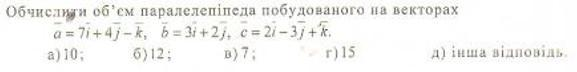 Обчислити об'єм паралелепіпеда побудованого на векторах
a̅ = 7i̅ + 4j̅ − k̅, b̅ = 3i̅ + 2j̅, c̅ = 2i̅ − 3j̅ + k̅.
а) 10; б) 12; в) 7; г) 15 д) інша відповідь.